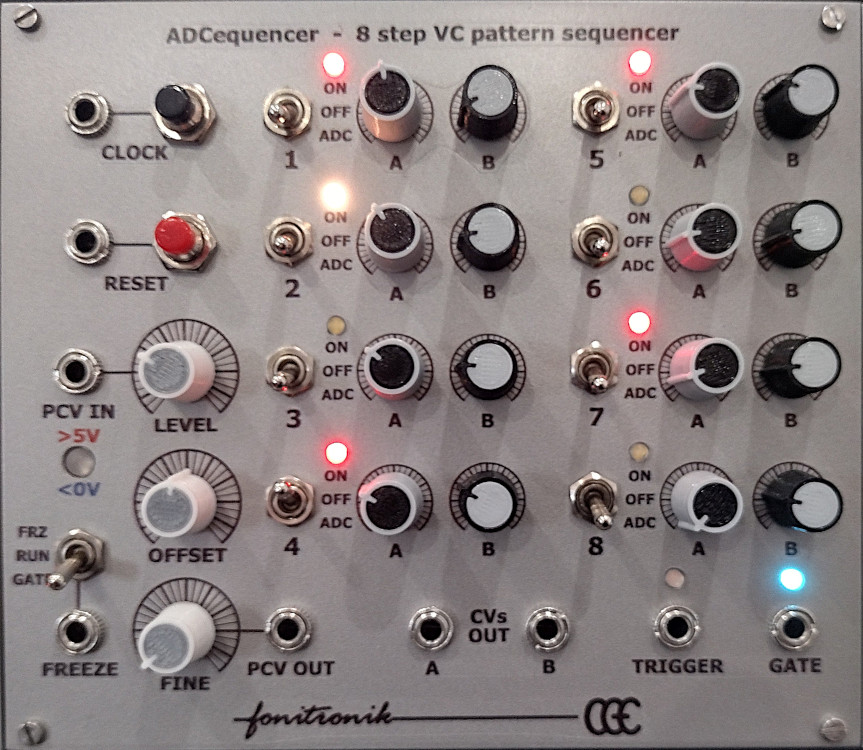 ADCequencer - 8 step VC pattern sequencer
CLOCK
RESET
PCV IN
LEVEL
>5V
<0V
OFFSET
FRZ
RUN
GATE
FREEZE
FINE
PCV OUT
ON
OFF
ADC
1
A
B
ON
OFF
ADC
2
A
B
ON
OFF
ADC
3
A
B
ON
OFF
ADC
4
A
B
ON
OFF
ADC
5
A
B
ON
OFF
ADC
6
A
B
ON
OFF
ADC
7
A
B
ON
OFF
ADC
8
A
B
CVs
OUT
A
B
TRIGGER
GATE
fonitronik